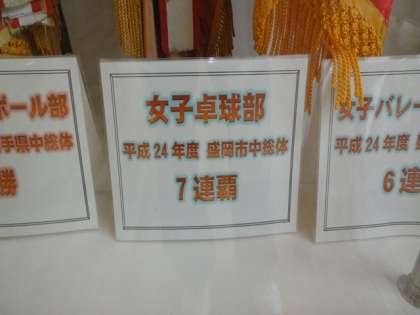 ボール部
手県中総体
勝
女子卓球部
平成24年度 盛岡市中総体
7連覇
女子バレー
平成24年度
6連